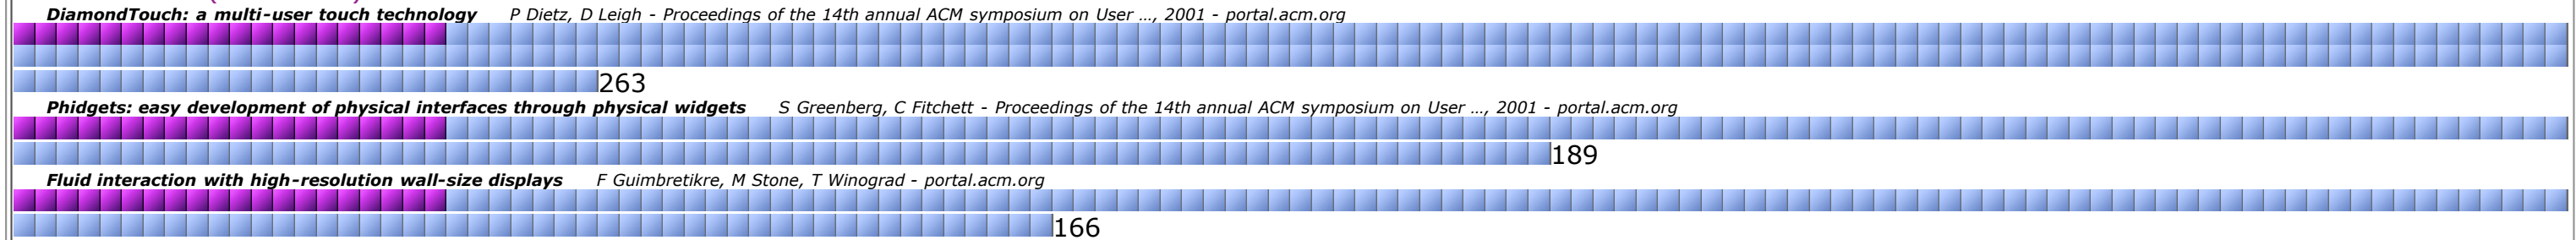 DiamondTouch: a multi-user touch technology P Dietz, D Leigh - Proceedings of the 14th annual ACM symposium on User …, 2001 - portal.acm.org
263
Phidgets: easy development of physical interfaces through physical widgets S Greenberg, C Fitchett - Proceedings of the 14th annual ACM symposium on User …, 2001 - portal.acm.org
189
Fluid interaction with high-resolution wall-size displays F Guimbretikre, M Stone, T Winograd - portal.acm.org
166